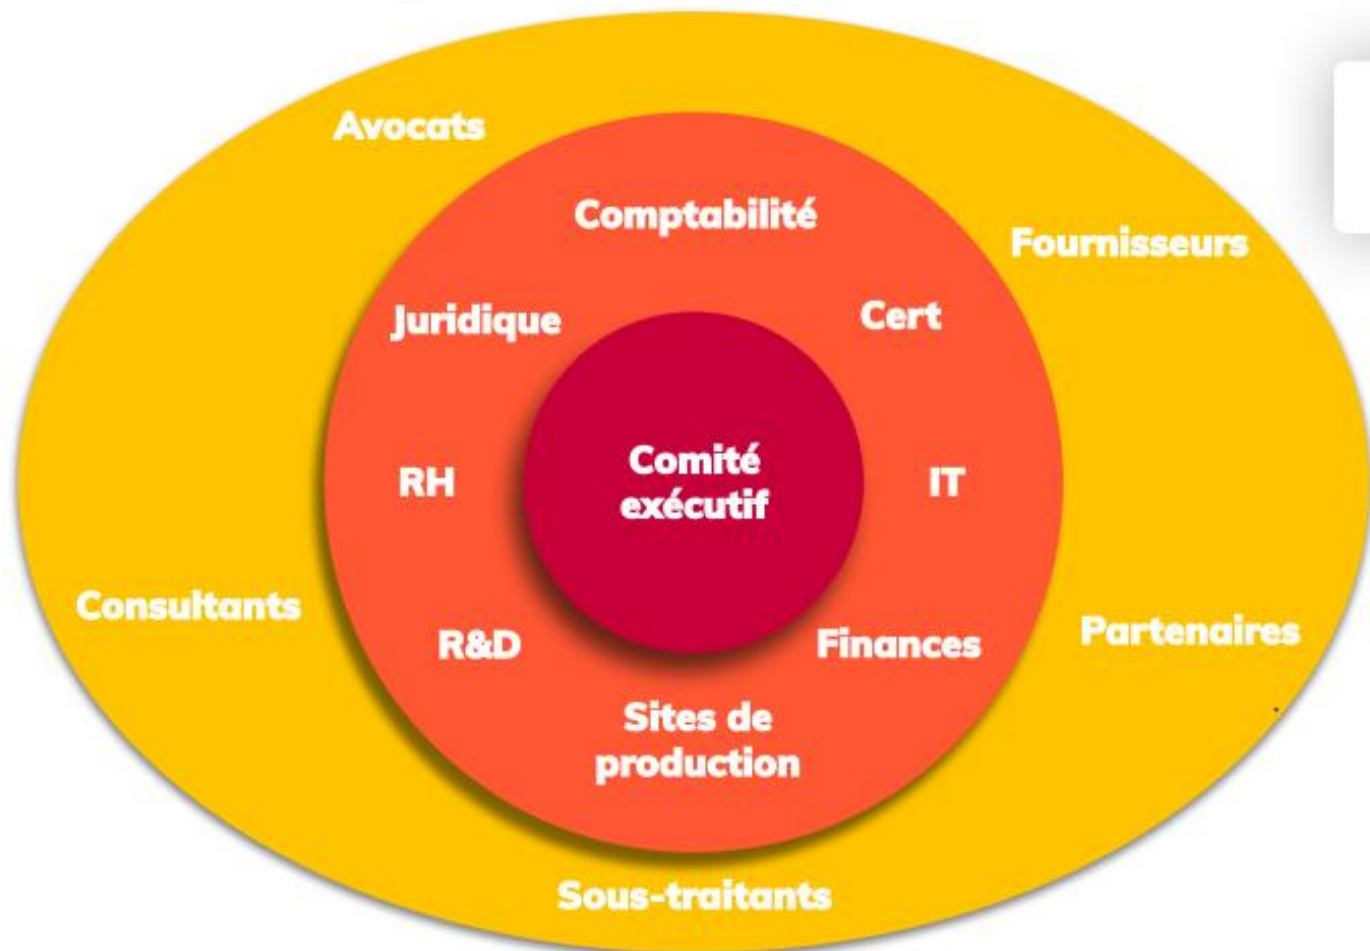 Avocats
Comptabilité
Fournisseurs
Juridique
Cert
Comité
exécutif
RH
IT
Consultants
Partenaires
R&D
Finances
Sites de
production
Sous-traitants